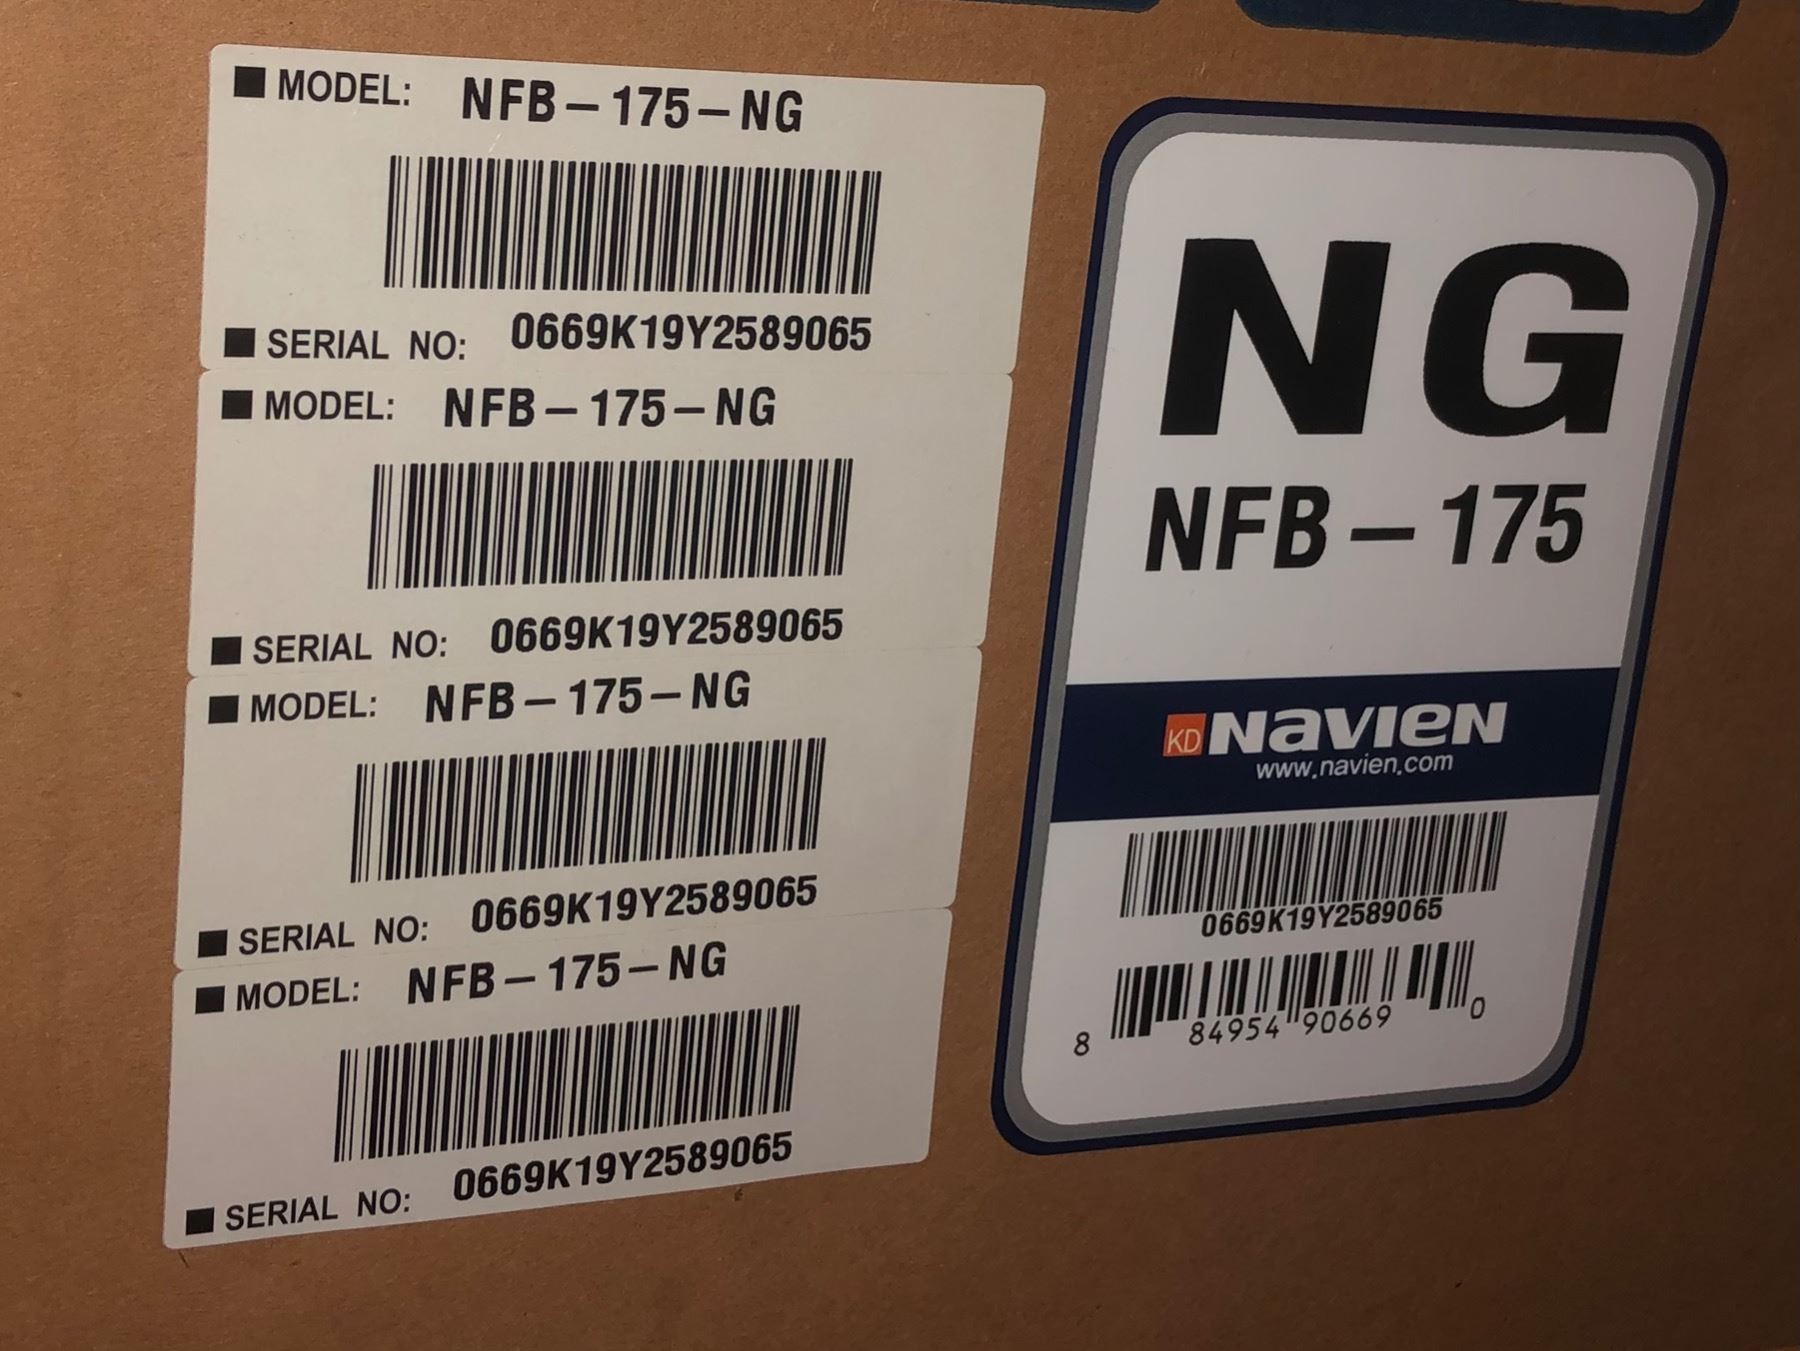 ■ MODEL: NFB－175－NG
■ SERIAL NO: 0669K19Y2589065
■ MODEL: NFB－175－NG
■ SERIAL NO: 0669K19Y2589065
■ MODEL: NFB－175－NG
■ SERIAL NO: 0669K19Y2589065
■ MODEL: NFB－175－NG
■ SERIAL NO: 0669K19Y2589065
NG
NFB－175
KD NAVIEN
www.navien.com
0669K19Y2589065
8 84954 90669 0